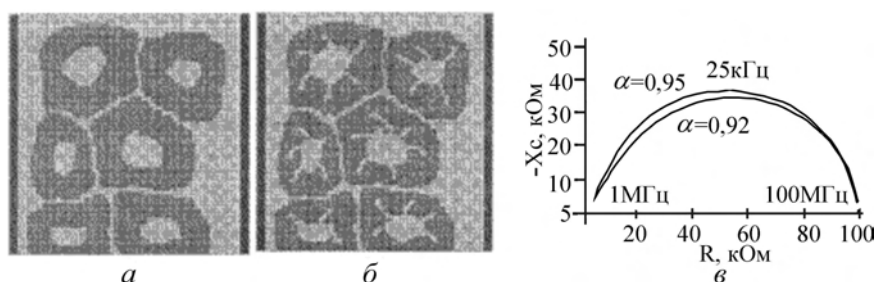 а
б
-Xc, кОм
50
40
30
20
10
5
α=0,95
25кГц
α=0,92
1МГц
100МГц
20
40
60
80
100
R, кОм
в